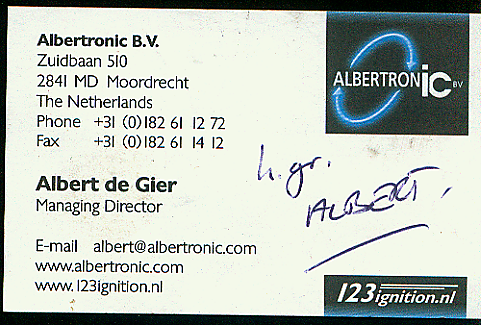 Albertronic B.V.
Zuidbaan 510
2841 MD Moordrecht
The Netherlands
Phone +31 (0)182 61 12 72
Fax +31 (0)182 61 14 12
ALBERTRONIC BV
h.gr.
ALBERT.
Albert de Gier
Managing Director
E-mail albert@albertronic.com
www.albertronic.com
www.123ignition.nl
123ignition.nl